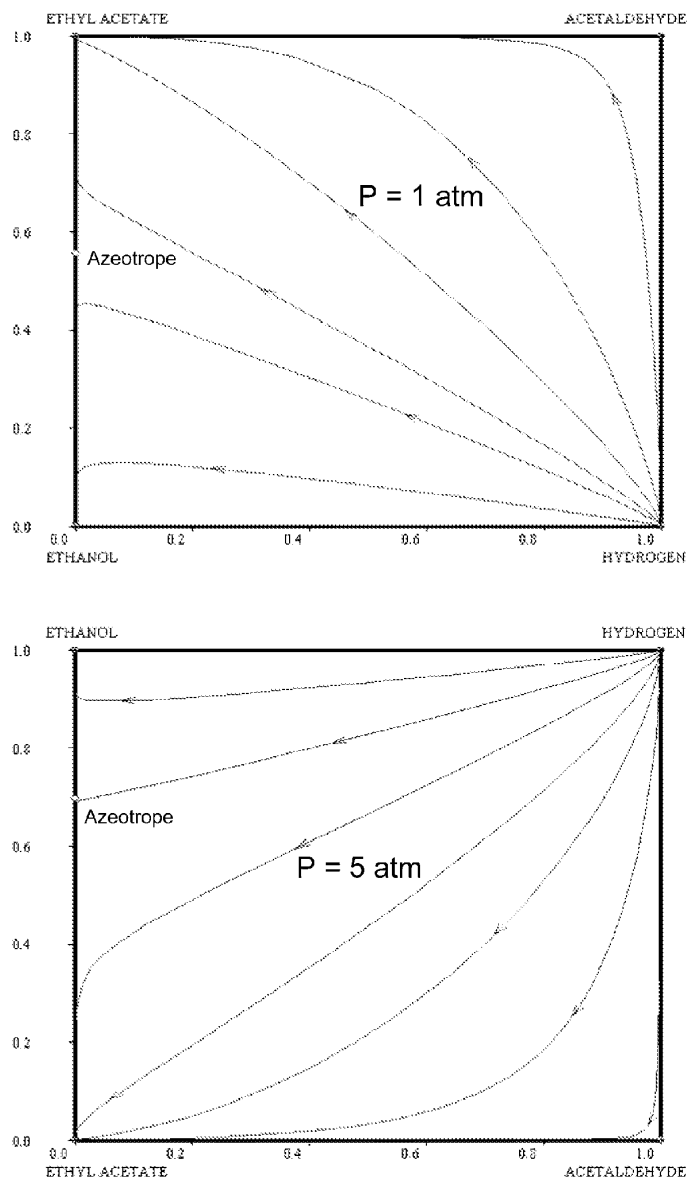 ETHYL ACETATE ACETALDEHYDE
1.0
0.8
P = 1 atm
0.6
Azeotrope
0.4
0.2
0.0
0.0 0.2 0.4 0.6 0.8 1.0
ETHANOL HYDROGEN
ETHANOL HYDROGEN
1.0
0.8
Azeotrope
0.6
P = 5 atm
0.4
0.2
0.0
0.0 0.2 0.4 0.6 0.8 1.0
ETHYL ACETATE ACETALDEHYDE